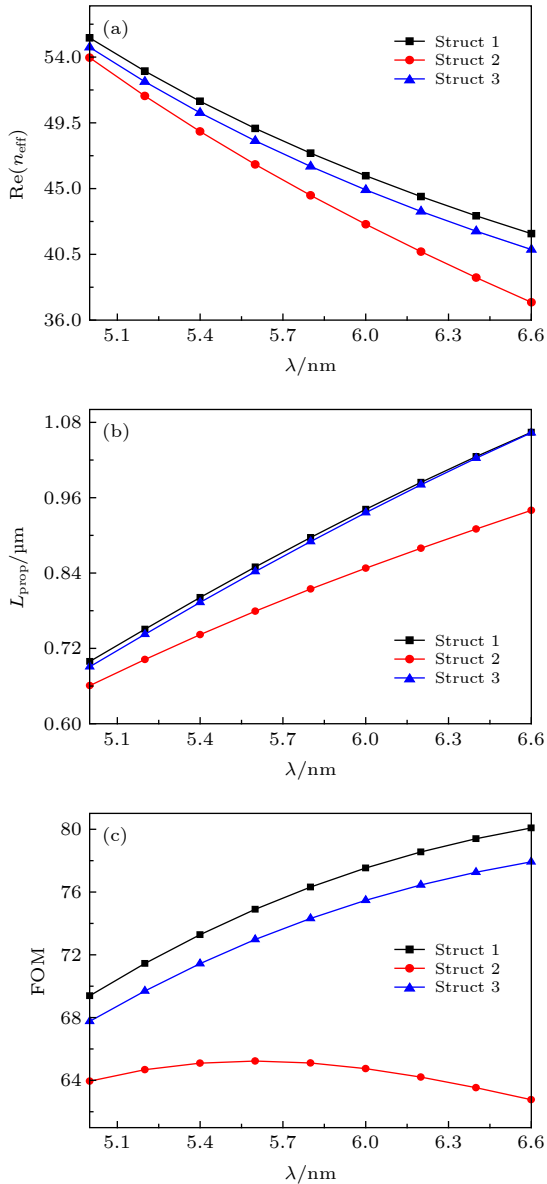 (a)
Struct 1
Struct 2
Struct 3
Re(n_eff)
54.0
49.5
45.0
40.5
36.0
5.1 5.4 5.7 6.0 6.3 6.6
λ/nm
(b)
1.08
0.96
0.84
0.72
0.60
L_prop/μm
Struct 1
Struct 2
Struct 3
5.1 5.4 5.7 6.0 6.3 6.6
λ/nm
(c)
80
76
72
68
64
FOM
Struct 1
Struct 2
Struct 3
5.1 5.4 5.7 6.0 6.3 6.6
λ/nm